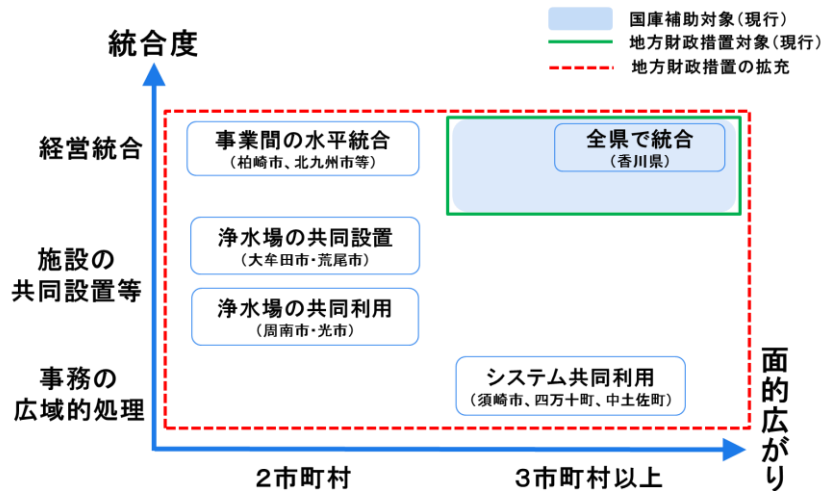 国庫補助対象(現行)
地方財政措置対象(現行)
地方財政措置の拡充
統合度
経営統合
事業間の水平統合
(柏崎市、北九州市等)
全県で統合
(香川県)
施設の
共同設置等
浄水場の共同設置
(大牟田市・荒尾市)
浄水場の共同利用
(周南市・光市)
事務の
広域的処理
システム共同利用
(須崎市、四万十町、中土佐町)
面的広がり
2市町村
3市町村以上